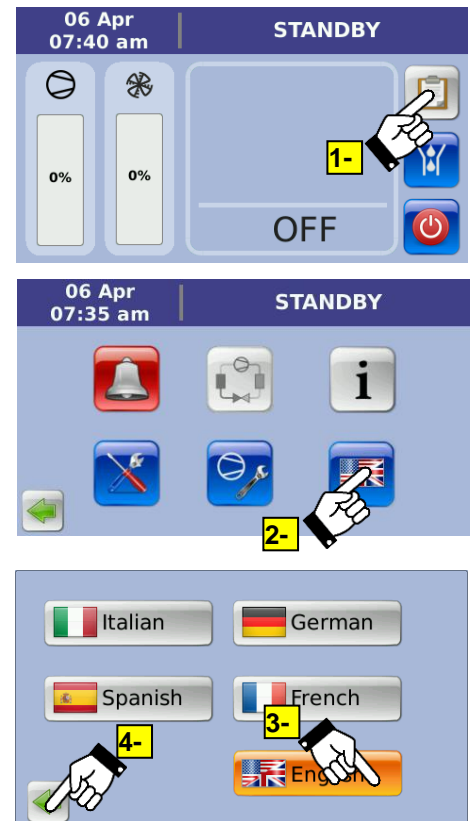 06 Apr
07:40 am
STANDBY
0%
0%
1-
OFF
06 Apr
07:35 am
STANDBY
i
2-
Italian
German
Spanish
French
3-
4-
English